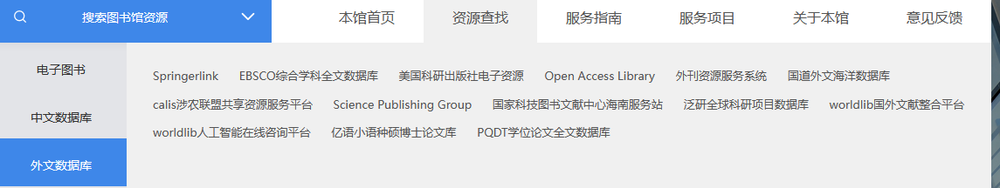 搜索图书馆资源 本馆首页 资源查找 服务指南 服务项目 关于本馆 意见反馈
电子图书
Springerlink EBSCO综合学科全文数据库 美国科研出版社电子资源 Open Access Library 外刊资源服务系统 国道外文海洋数据库
calis涉农联盟共享资源服务平台 Science Publishing Group 国家科技图书文献中心海南服务站 泛研全球科研项目数据库 worldlib国外文献整合平台
中文数据库
worldlib人工智能在线咨询平台 亿语小语种硕博士论文库 PQDT学位论文全文数据库
外文数据库